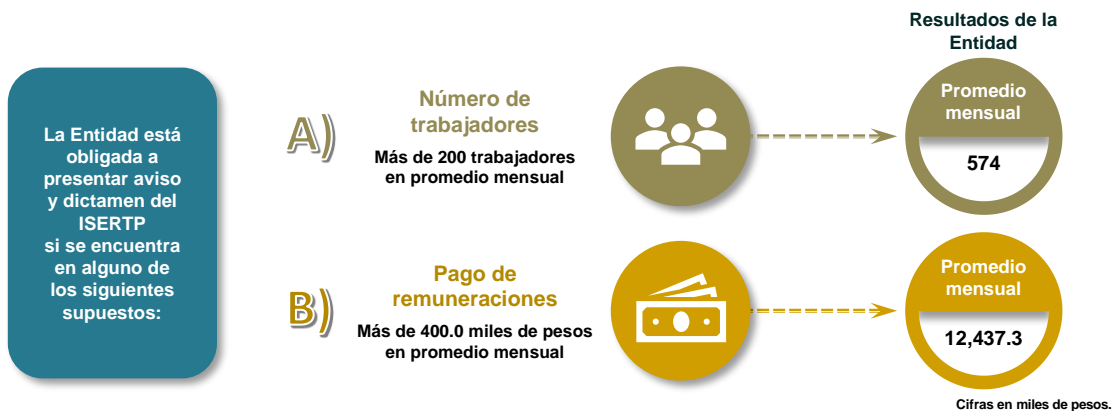 La Entidad está
obligada a
presentar aviso
y dictamen del
ISERTP
si se encuentra
en alguno de
los siguientes
supuestos:
A)
Número de
trabajadores
Más de 200 trabajadores
en promedio mensual
Resultados de la
Entidad
Promedio
mensual
574
B)
Pago de
remuneraciones
Más de 400.0 miles de pesos
en promedio mensual
Promedio
mensual
12,437.3
Cifras en miles de pesos.